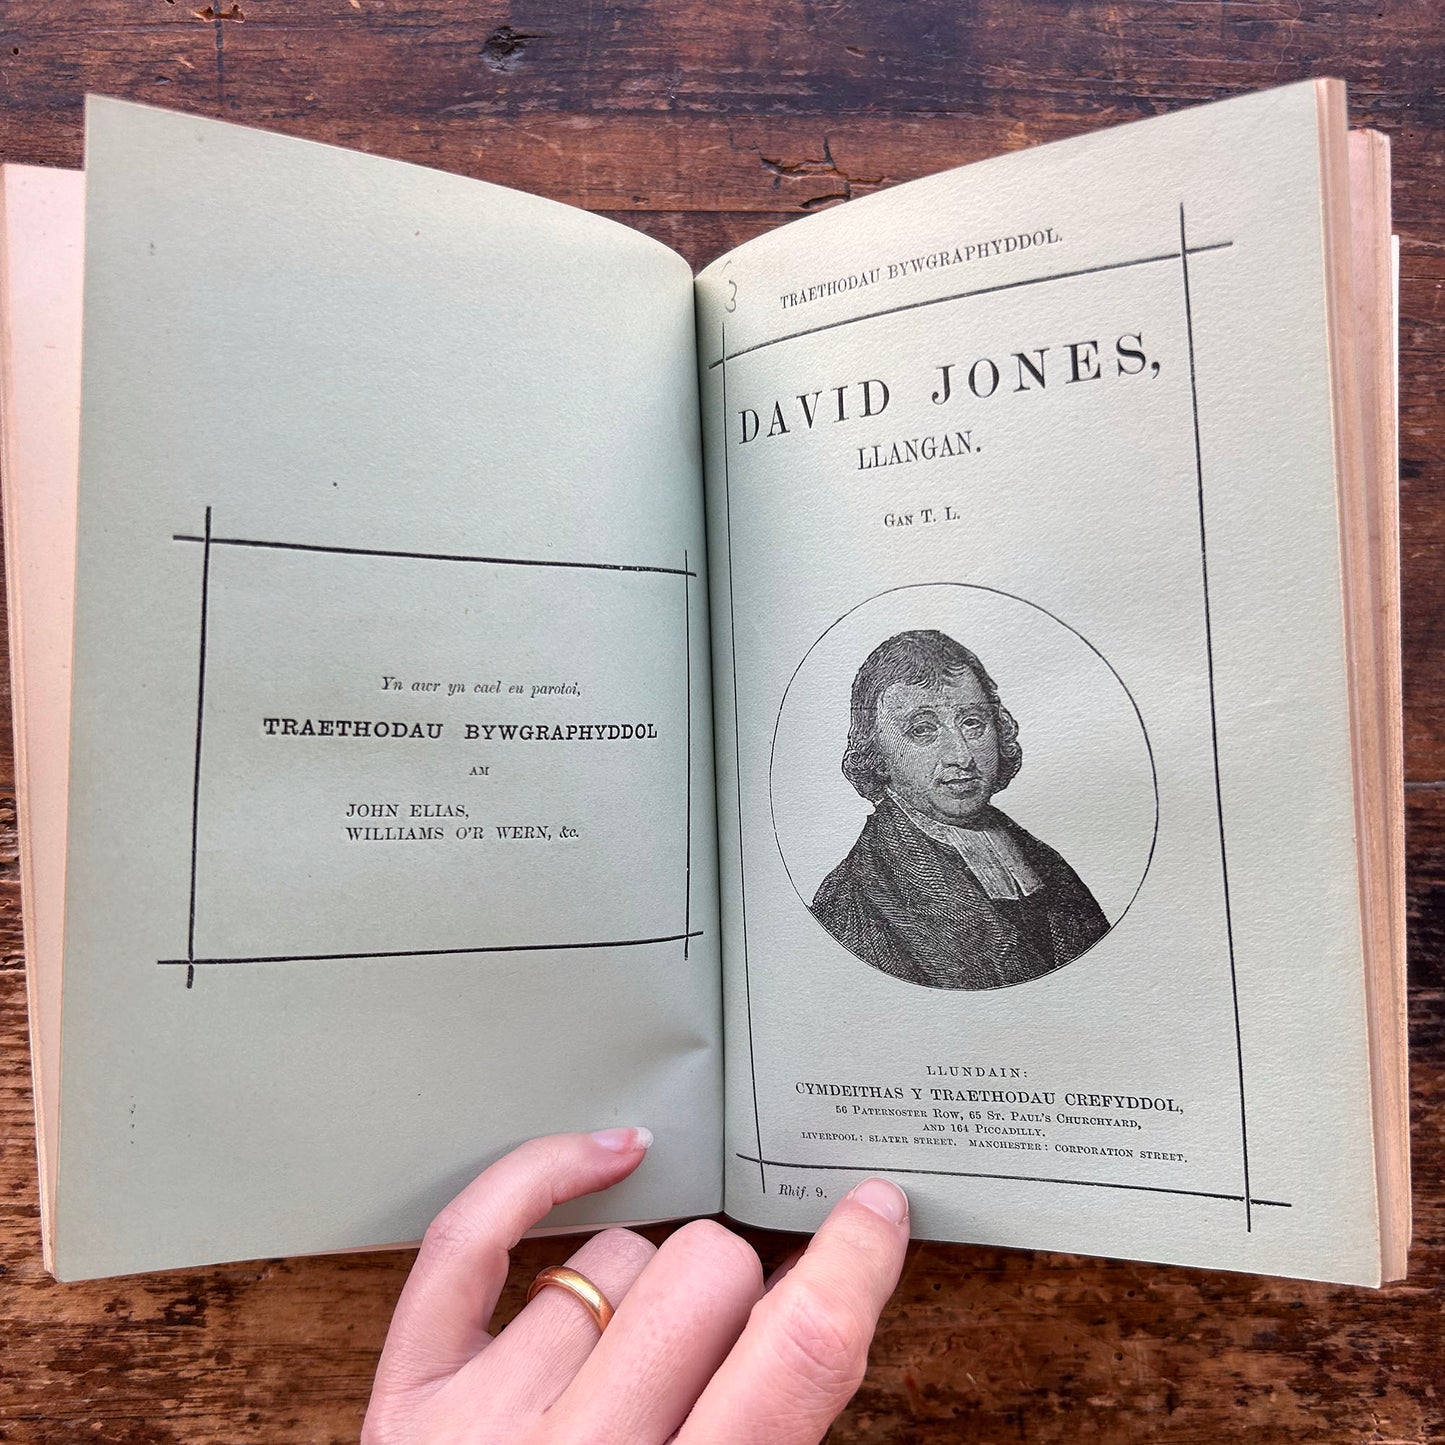 Yn awr yn cael eu parotoi,
TRAETHODAU BYWGRAPHYDDOL
AM
JOHN ELIAS,
WILLIAMS O'R WERN, &c.
3
TRAETHODAU BYWGRAPHYDDOL.
DAVID JONES,
LLANGAN.
GAN T. L.
LLUNDAIN:
CYMDEITHAS Y TRAETHODAU CREFYDDOL,
56 PATERNOSTER ROW, 65 ST. PAUL'S CHURCHYARD,
AND 164 PICCADILLY.
LIVERPOOL: SLATER STREET. MANCHESTER: CORPORATION STREET.
Rhif. 9.